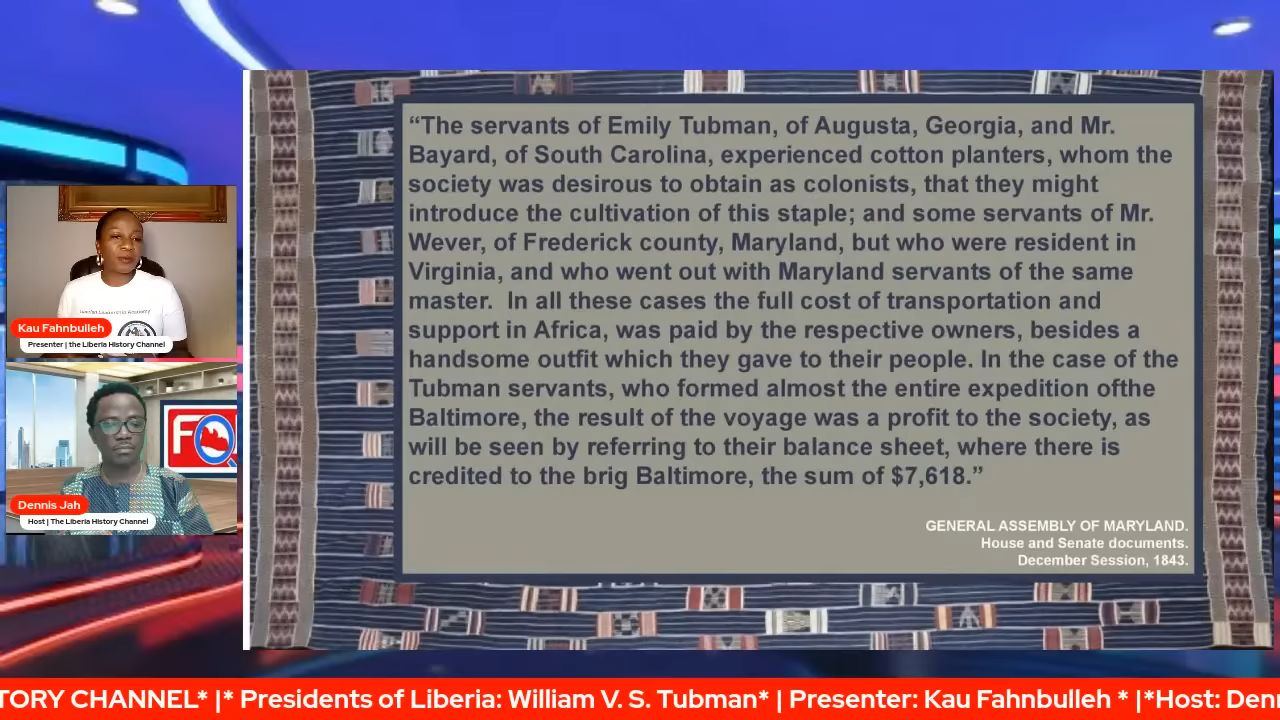 “The servants of Emily Tubman, of Augusta, Georgia, and Mr.
Bayard, of South Carolina, experienced cotton planters, whom the
society was desirous to obtain as colonists, that they might
introduce the cultivation of this staple; and some servants of Mr.
Wever, of Frederick county, Maryland, but who were resident in
Virginia, and who went out with Maryland servants of the same
master.  In all these cases the full cost of transportation and
support in Africa, was paid by the respective owners, besides a
handsome outfit which they gave to their people. In the case of the
Tubman servants, who formed almost the entire expedition ofthe
Baltimore, the result of the voyage was a profit to the society, as
will be seen by referring to their balance sheet, where there is
credited to the brig Baltimore, the sum of $7,618.”
GENERAL ASSEMBLY OF MARYLAND.
House and Senate documents.
December Session, 1843.
Kau Fahnbulleh
Presenter | the Liberia History Channel
FQ
Dennis Jah
Host | The Liberia History Channel
TORY CHANNEL* |* Presidents of Liberia: William V. S. Tubman* | Presenter: Kau Fahnbulleh * |*Host: Den